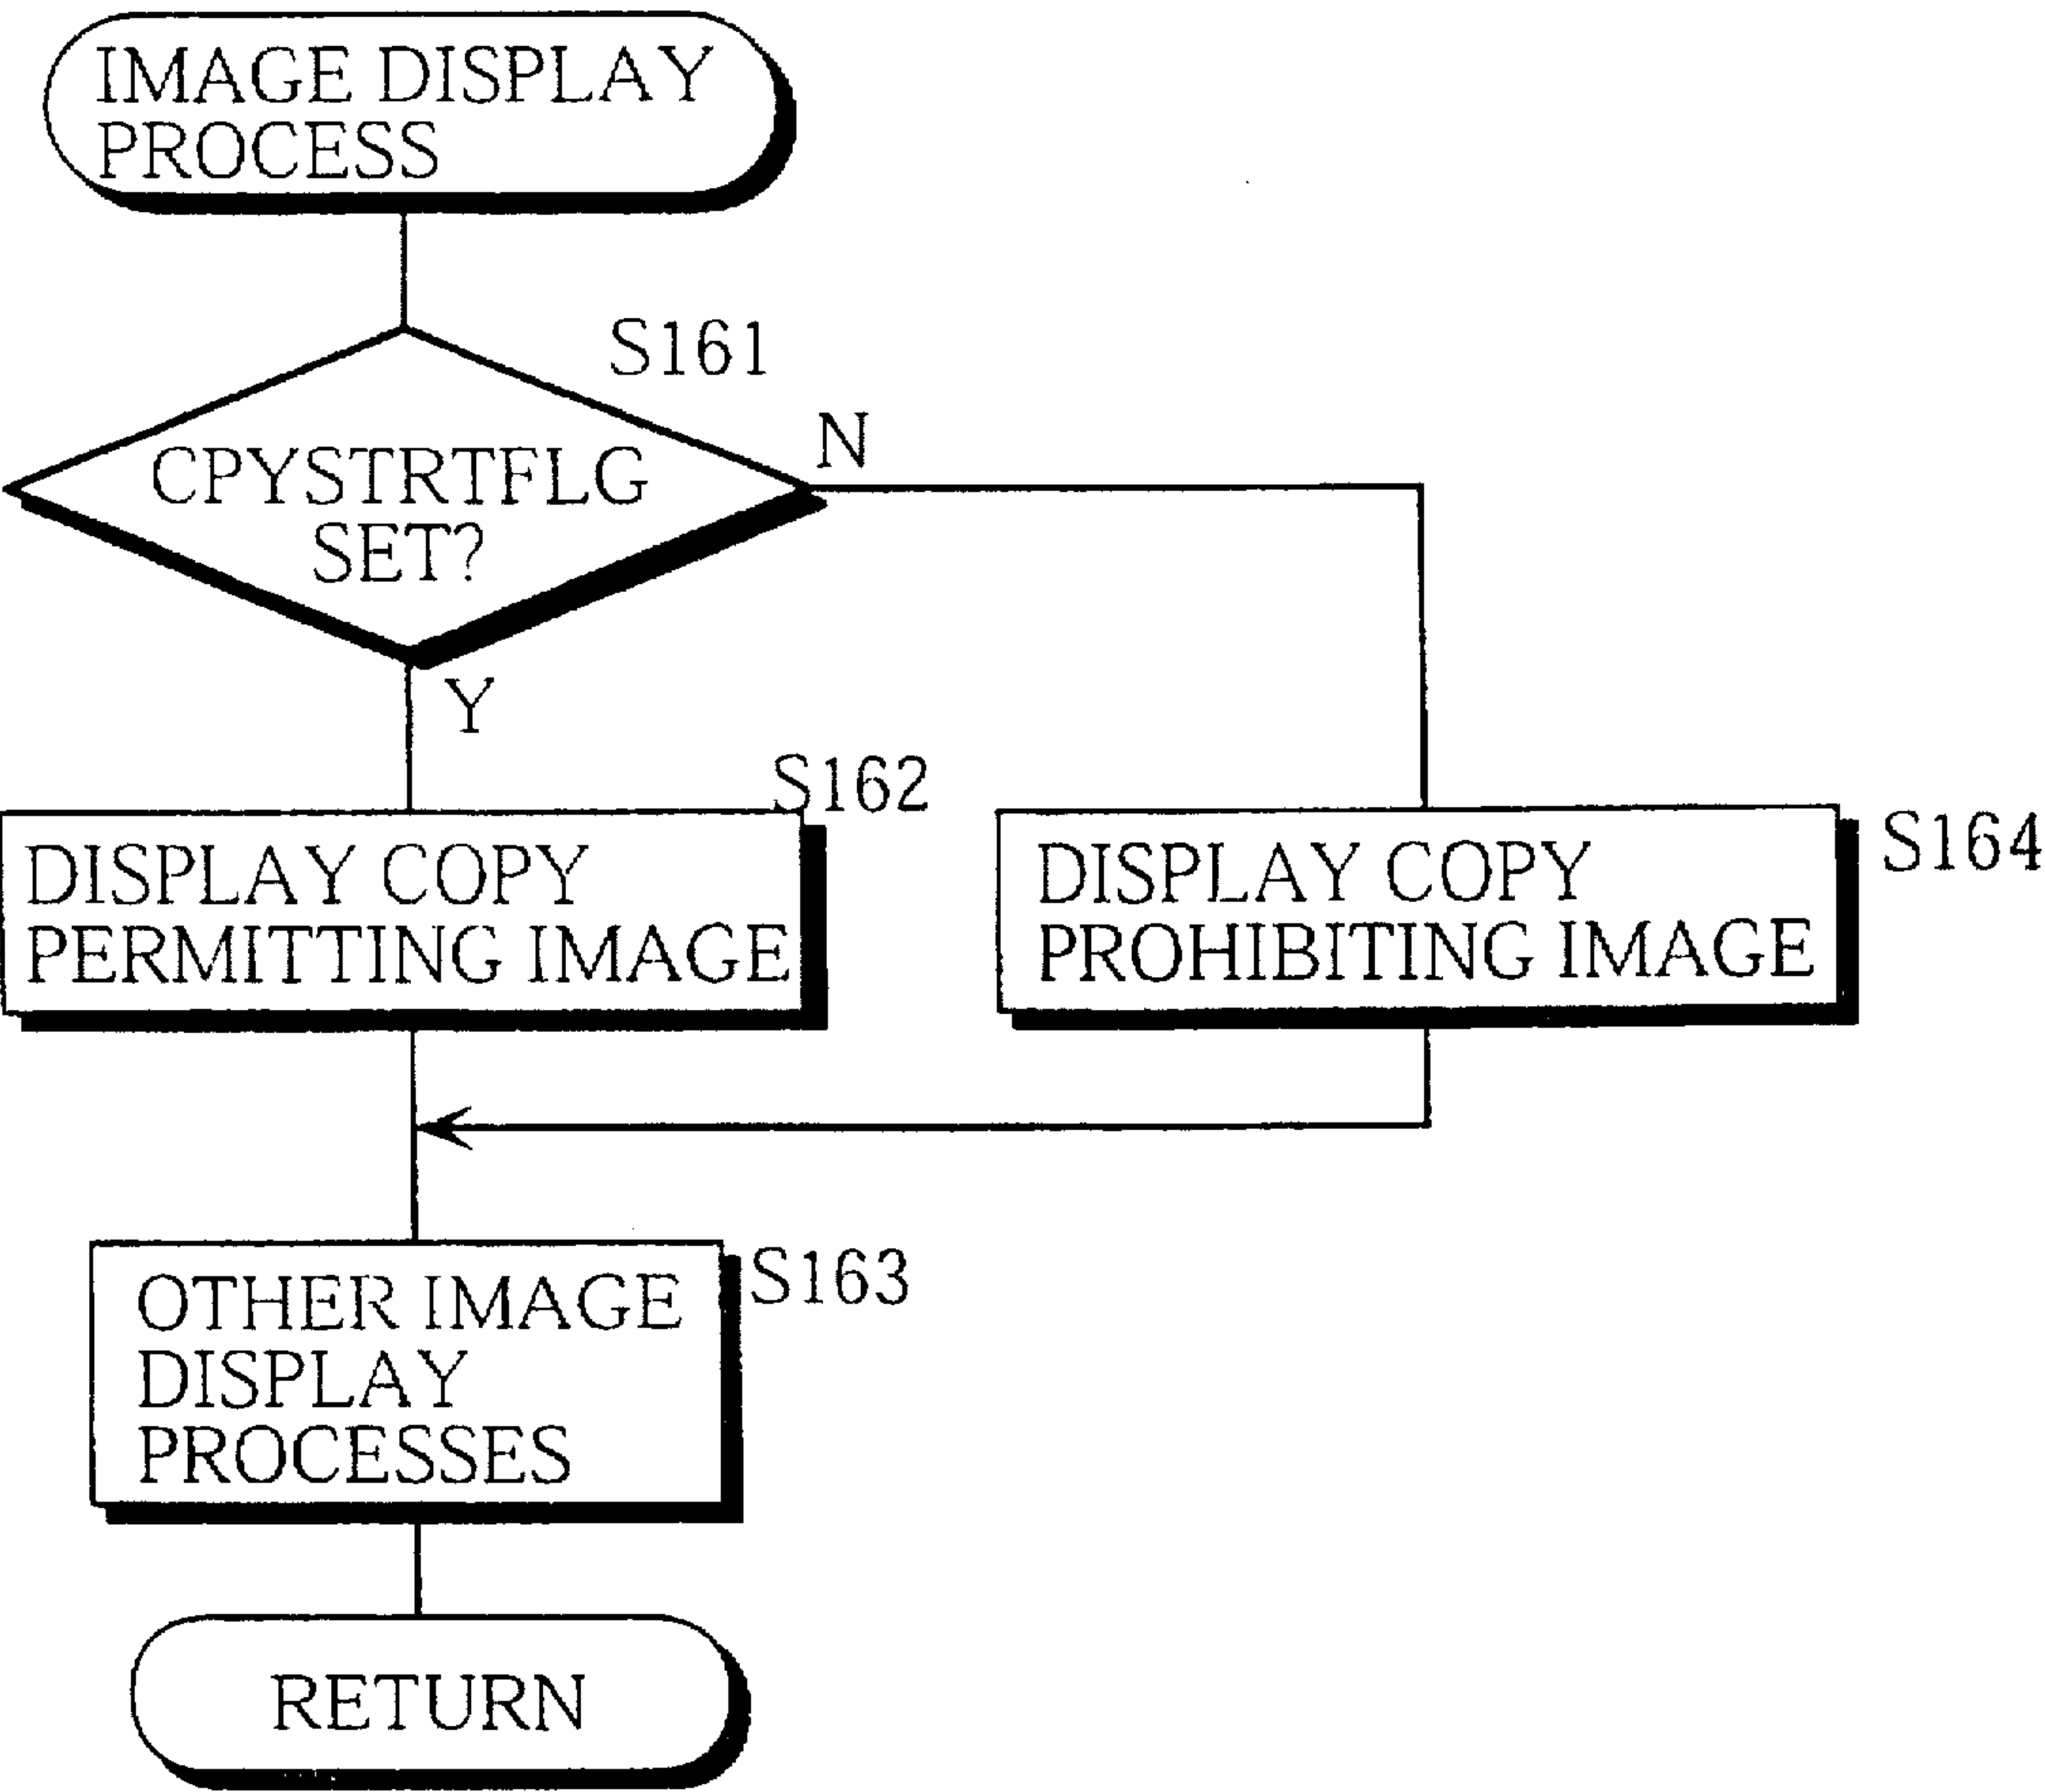 IMAGE DISPLAY
PROCESS
S161
CPYSTRTFLG
SET?
N
Y
S162
DISPLAY COPY
PERMITTING IMAGE
S164
DISPLAY COPY
PROHIBITING IMAGE
S163
OTHER IMAGE
DISPLAY
PROCESSES
RETURN